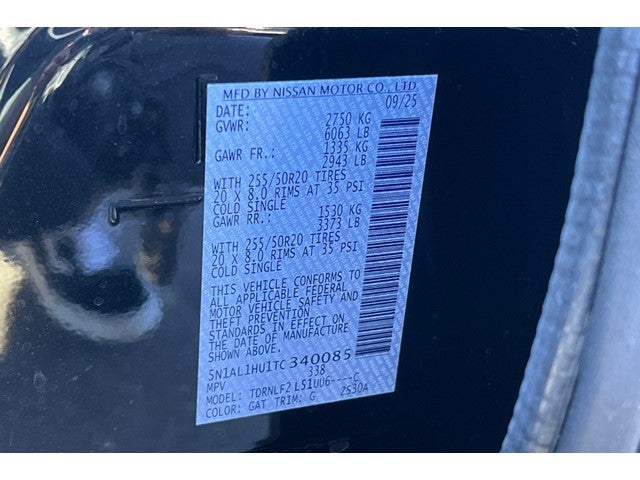 MFD BY NISSAN MOTOR CO., LTD.
DATE: 09/25
GVWR: 2750 KG
6063 LB
GAWR FR.: 1335 KG
2943 LB
WITH 255/50R20 TIRES
20 X 8.0 RIMS AT 35 PSI
COLD SINGLE
GAWR RR.: 1530 KG
3373 LB
WITH 255/50R20 TIRES
20 X 8.0 RIMS AT 35 PSI
COLD SINGLE
THIS VEHICLE CONFORMS TO
ALL APPLICABLE FEDERAL
MOTOR VEHICLE SAFETY AND
THEFT PREVENTION
STANDARDS IN EFFECT ON
THE DATE OF MANUFACTURE
SHOWN ABOVE.
5N1AL1HU1TC340085
MPV 338
MODEL: TDRNLF2 L51UU6----C
COLOR: GAT TRIM: G ZS30A